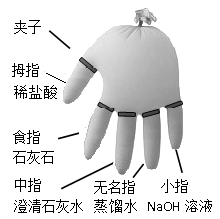 夹子
拇指
稀盐酸
食指
石灰石
中指
澄清石灰水
无名指
蒸馏水
小指
NaOH 溶液